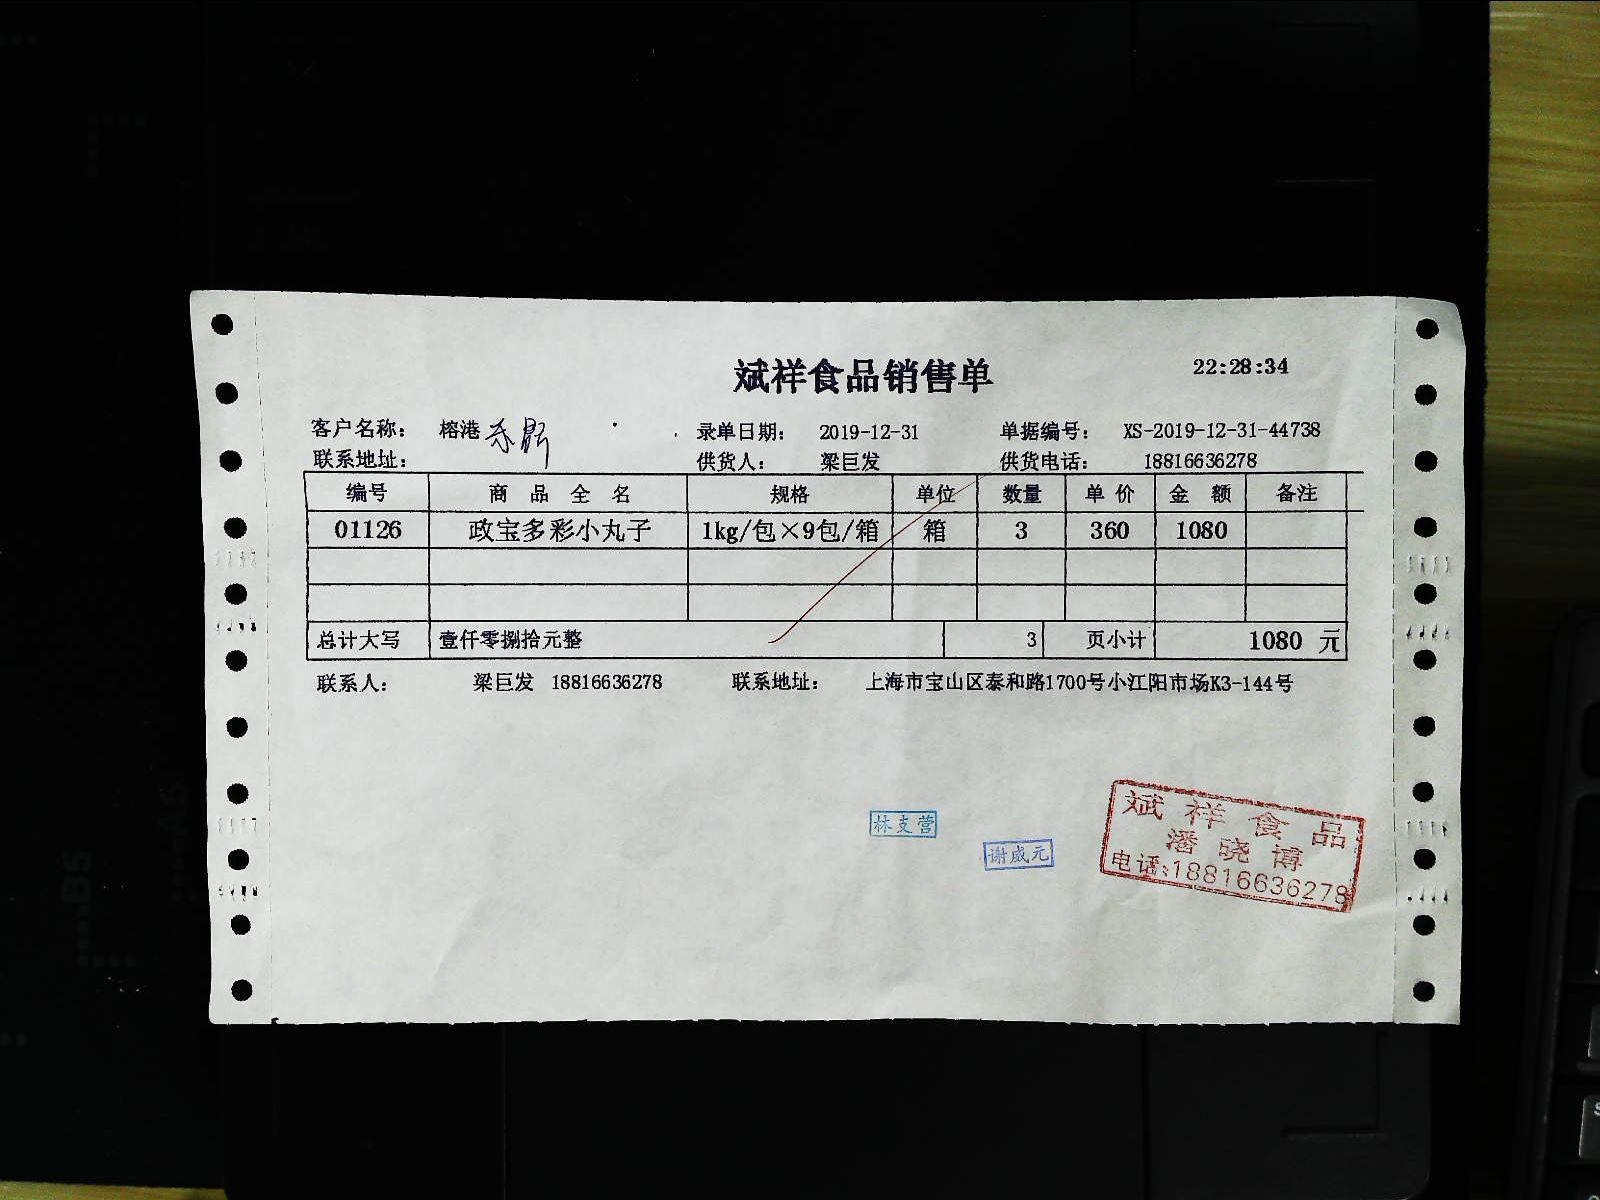 斌祥食品销售单 22:28:34
客户名称： 榕港 录单日期： 2019-12-31 单据编号： XS-2019-12-31-44738
联系地址： 供货人： 梁巨发 供货电话： 18816636278
编号 商品全名 规格 单位 数量 单价 金额 备注
01126 政宝多彩小丸子 1kg/包×9包/箱 箱 3 360 1080
总计大写 壹仟零捌拾元整 3 页小计 1080 元
联系人： 梁巨发 18816636278 联系地址： 上海市宝山区泰和路1700号小江阳市场K3-144号
林支营
谢威元
斌祥食品
潘晓博
电话:18816636278